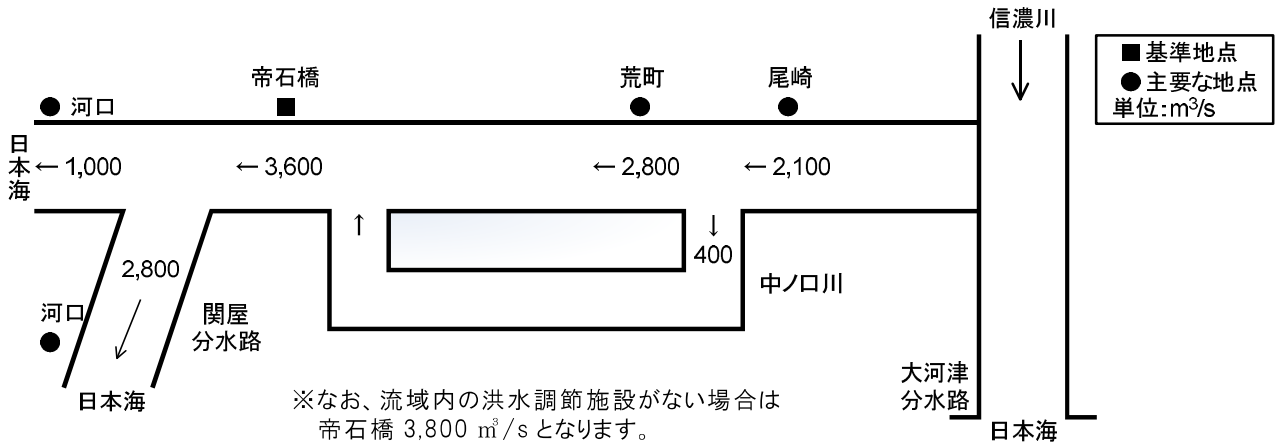 信濃川
■基準地点
●主要な地点
単位:m³/s
河口
帝石橋
荒町
尾崎
日本海
←1,000
←3,600
←2,800
←2,100
↑
↓
400
2,800
中ノ口川
河口
関屋
分水路
日本海
大河津
分水路
日本海
※なお、流域内の洪水調節施設がない場合は
帝石橋 3,800 ㎥/s となります。